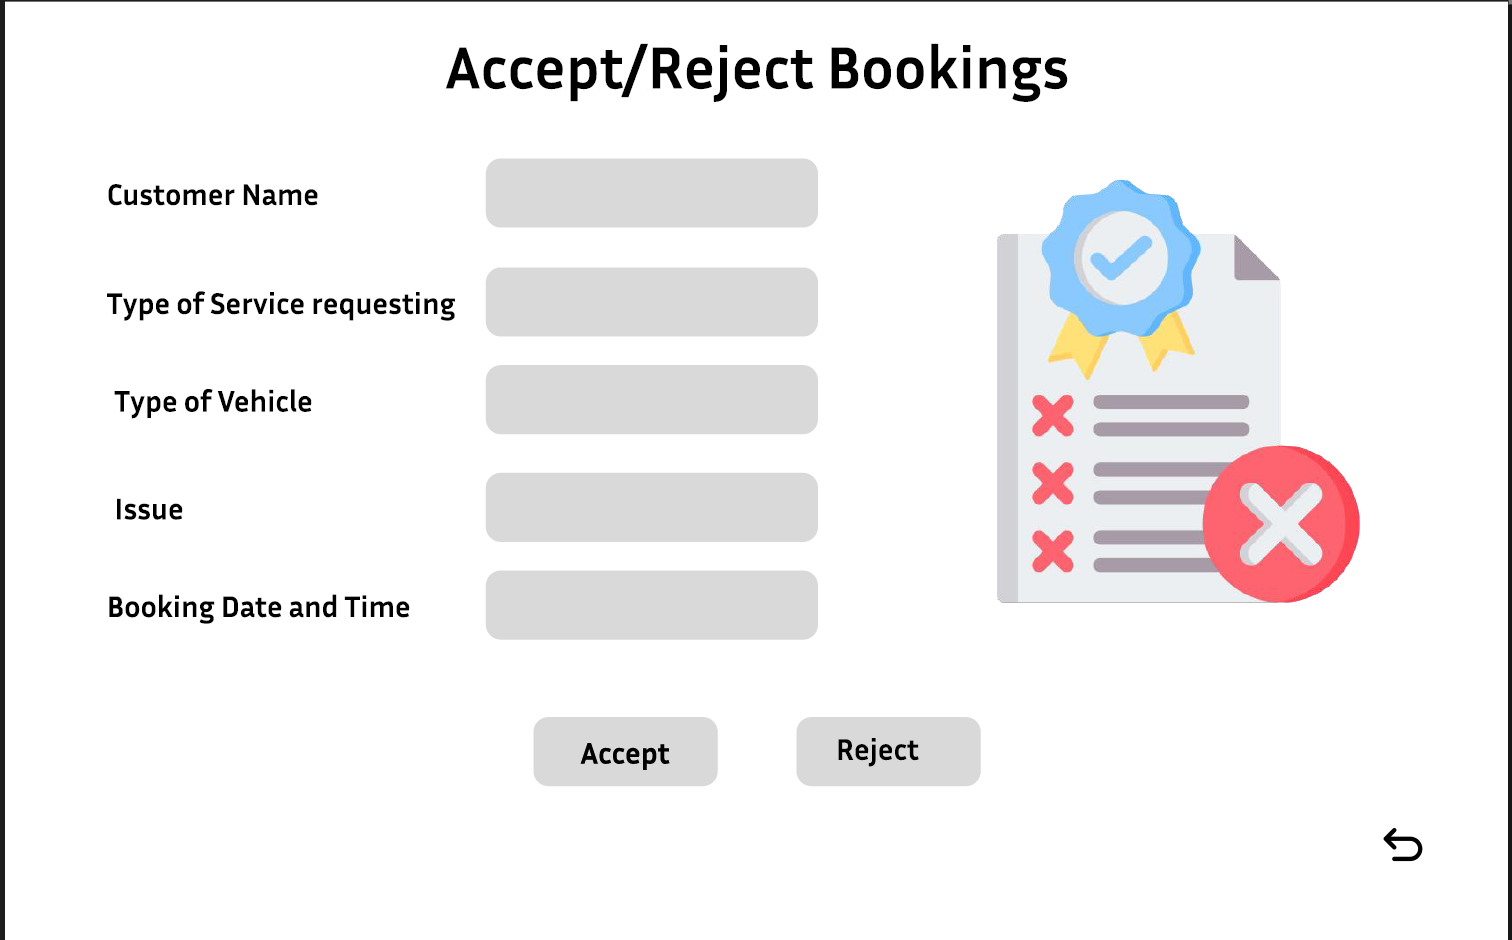 Accept/Reject Bookings
Customer Name
Type of Service requesting
Type of Vehicle
Issue
Booking Date and Time
Accept
Reject